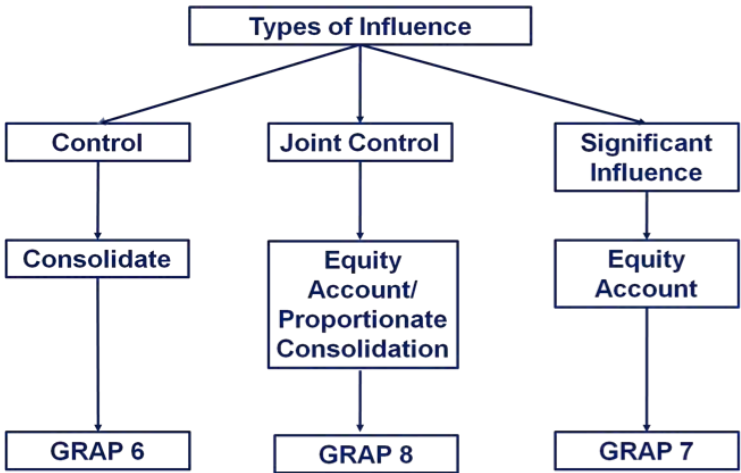 Types of Influence
Control
Joint Control
Significant
Influence
Consolidate
Equity
Account/
Proportionate
Consolidation
Equity
Account
GRAP 6
GRAP 8
GRAP 7